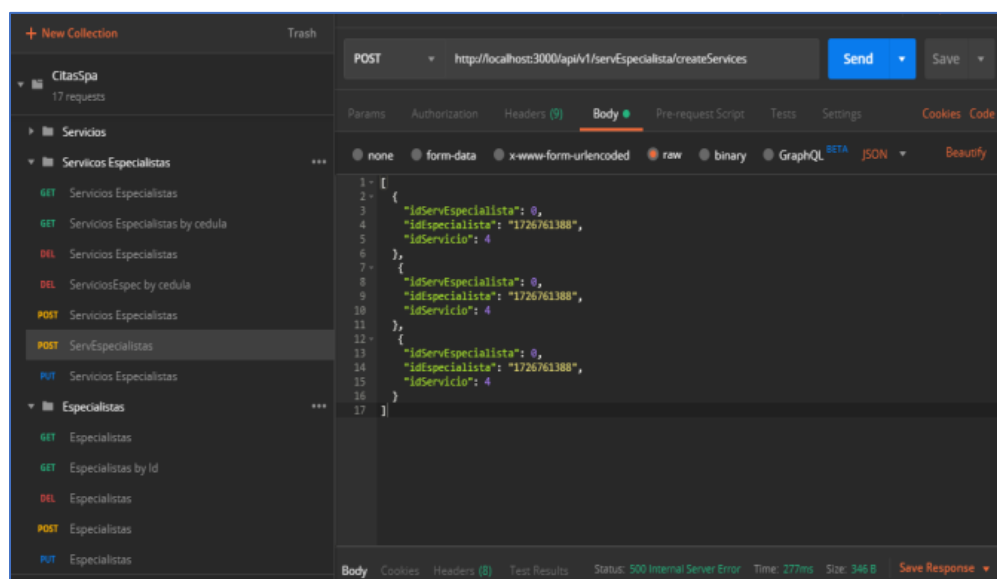 + New Collection
Trash
CitasSpa
17 requests
Servicios
Serviicos Especialistas
GET Servicios Especialistas
GET Servicios Especialistas by cedula
DEL Servicios Especialistas
DEL ServiciosEspec by cedula
POST Servicios Especialistas
POST ServEspecialistas
PUT Servicios Especialistas
Especialistas
GET Especialistas
GET Especialistas by Id
DEL Especialistas
POST Especialistas
PUT Especialistas
POST http://localhost:3000/api/v1/servEspecialista/createServices Send Save
Params Authorization Headers (9) Body Pre-request Script Tests Settings Cookies Code
none form-data x-www-form-urlencoded raw binary GraphQL BETA JSON Beautify
1 [
2 {
3 "idServEspecialista": 0,
4 "idEspecialista": "1726761388",
5 "idServicio": 4
6 },
7 {
8 "idServEspecialista": 0,
9 "idEspecialista": "1726761388",
10 "idServicio": 4
11 },
12 {
13 "idServEspecialista": 0,
14 "idEspecialista": "1726761388",
15 "idServicio": 4
16 }
17 ]
Body Cookies Headers (8) Test Results Status: 500 Internal Server Error Time: 277ms Size: 346 B Save Response